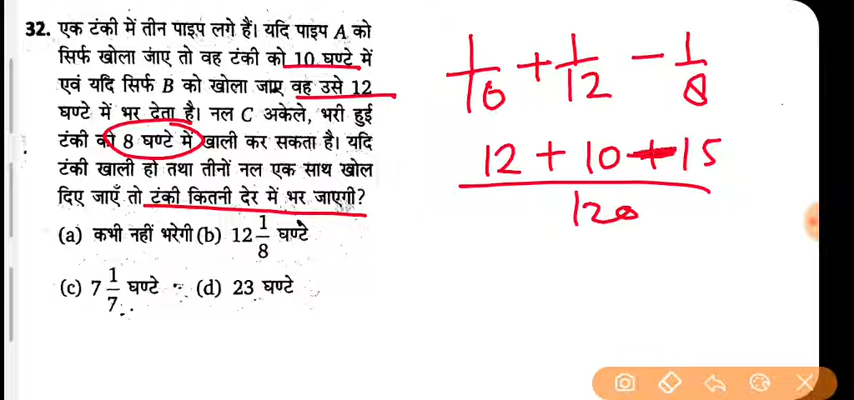 32. एक टंकी में तीन पाइप लगे हैं। यदि पाइप A को
सिर्फ खोला जाए तो वह टंकी को 10 घण्टे में
एवं यदि सिर्फ B को खोला जाए वह उसे 12
घण्टे में भर देता है। नल C अकेले, भरी हुई
टंकी को 8 घण्टे में खाली कर सकता है। यदि
टंकी खाली हो तथा तीनों नल एक साथ खोल
दिए जाएँ तो टंकी कितनी देर में भर जाएगी?
(a) कभी नहीं भरेगी (b) 12 1/8 घण्टे
(c) 7 1/7 घण्टे (d) 23 घण्टे
1/10 + 1/12 - 1/8
12 + 10 - 15
120